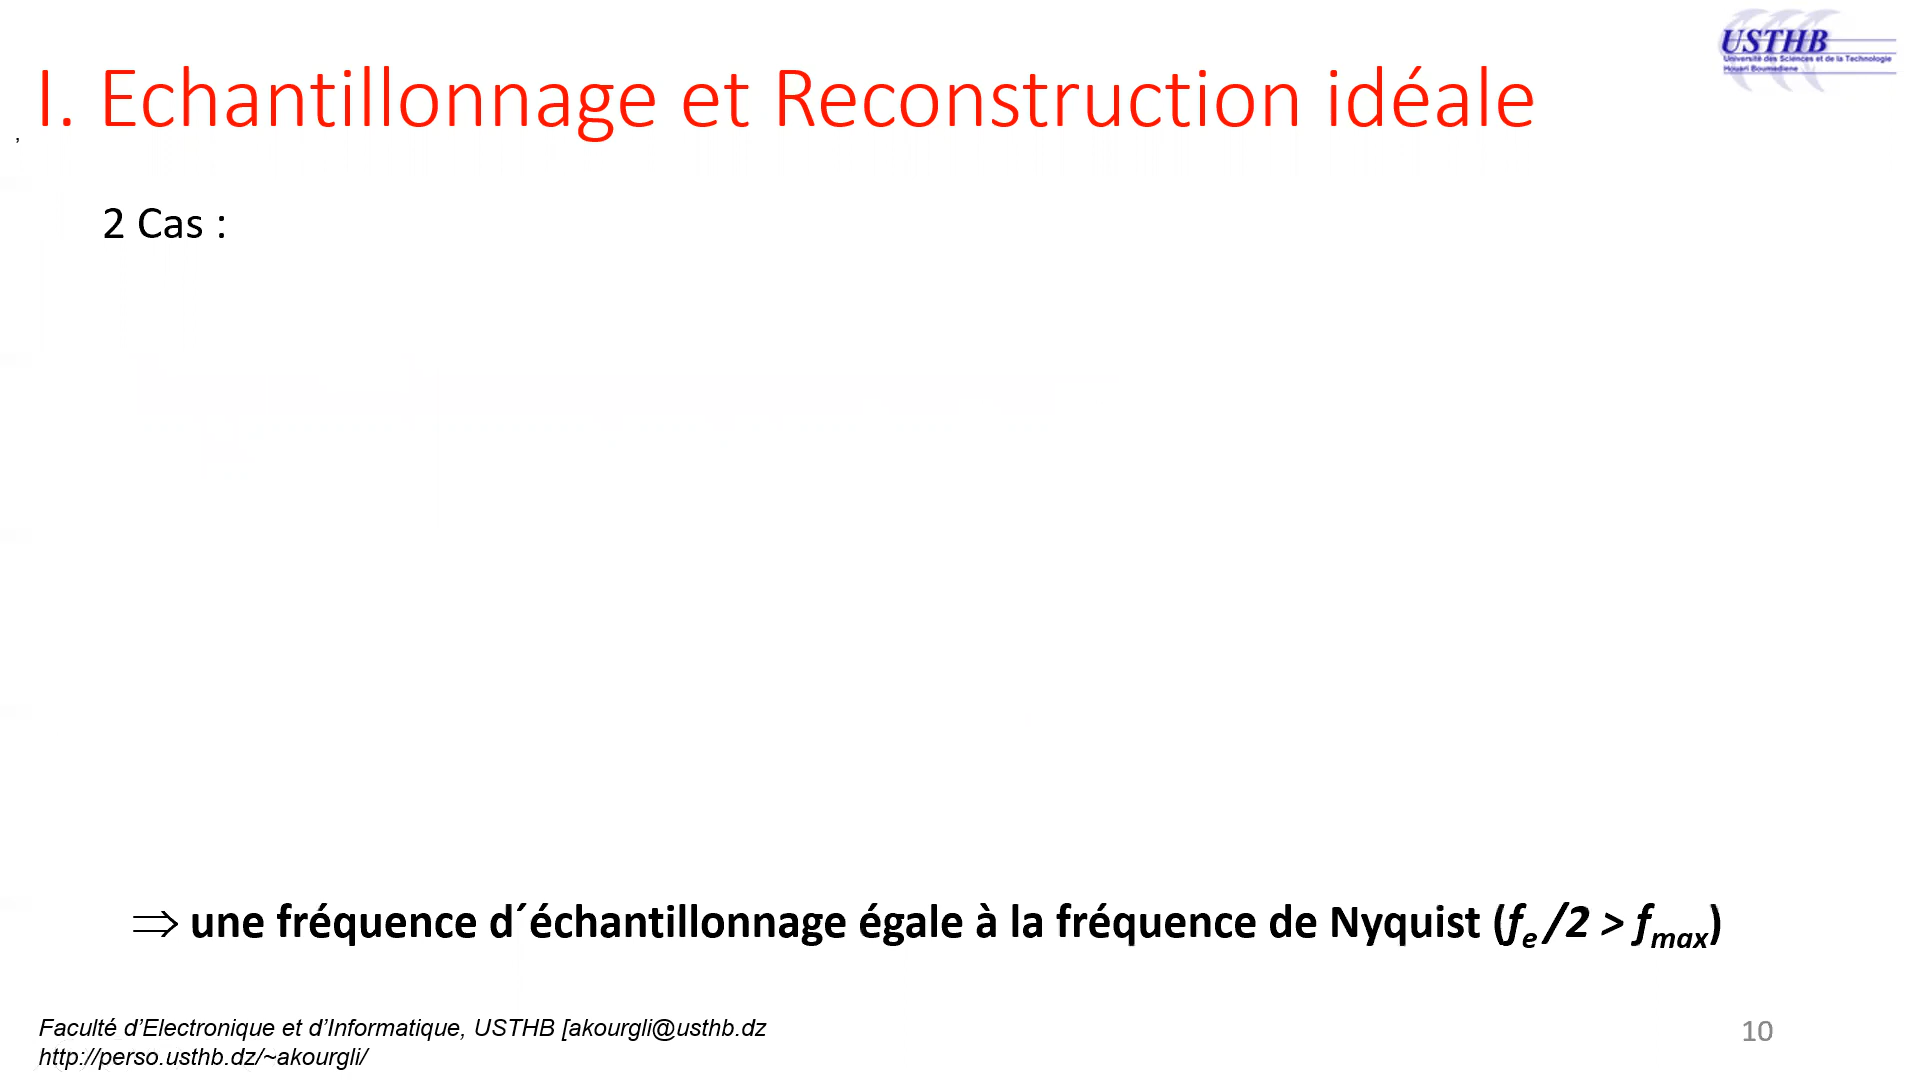 USTHB
Université des Sciences et de la Technologie
Houari Boumediene
I. Echantillonnage et Reconstruction idéale
,
2 Cas :
⇒ une fréquence d´échantillonnage égale à la fréquence de Nyquist (fe /2 > fmax)
Faculté d’Electronique et d’Informatique, USTHB [akourgli@usthb.dz
http://perso.usthb.dz/~akourgli/
10